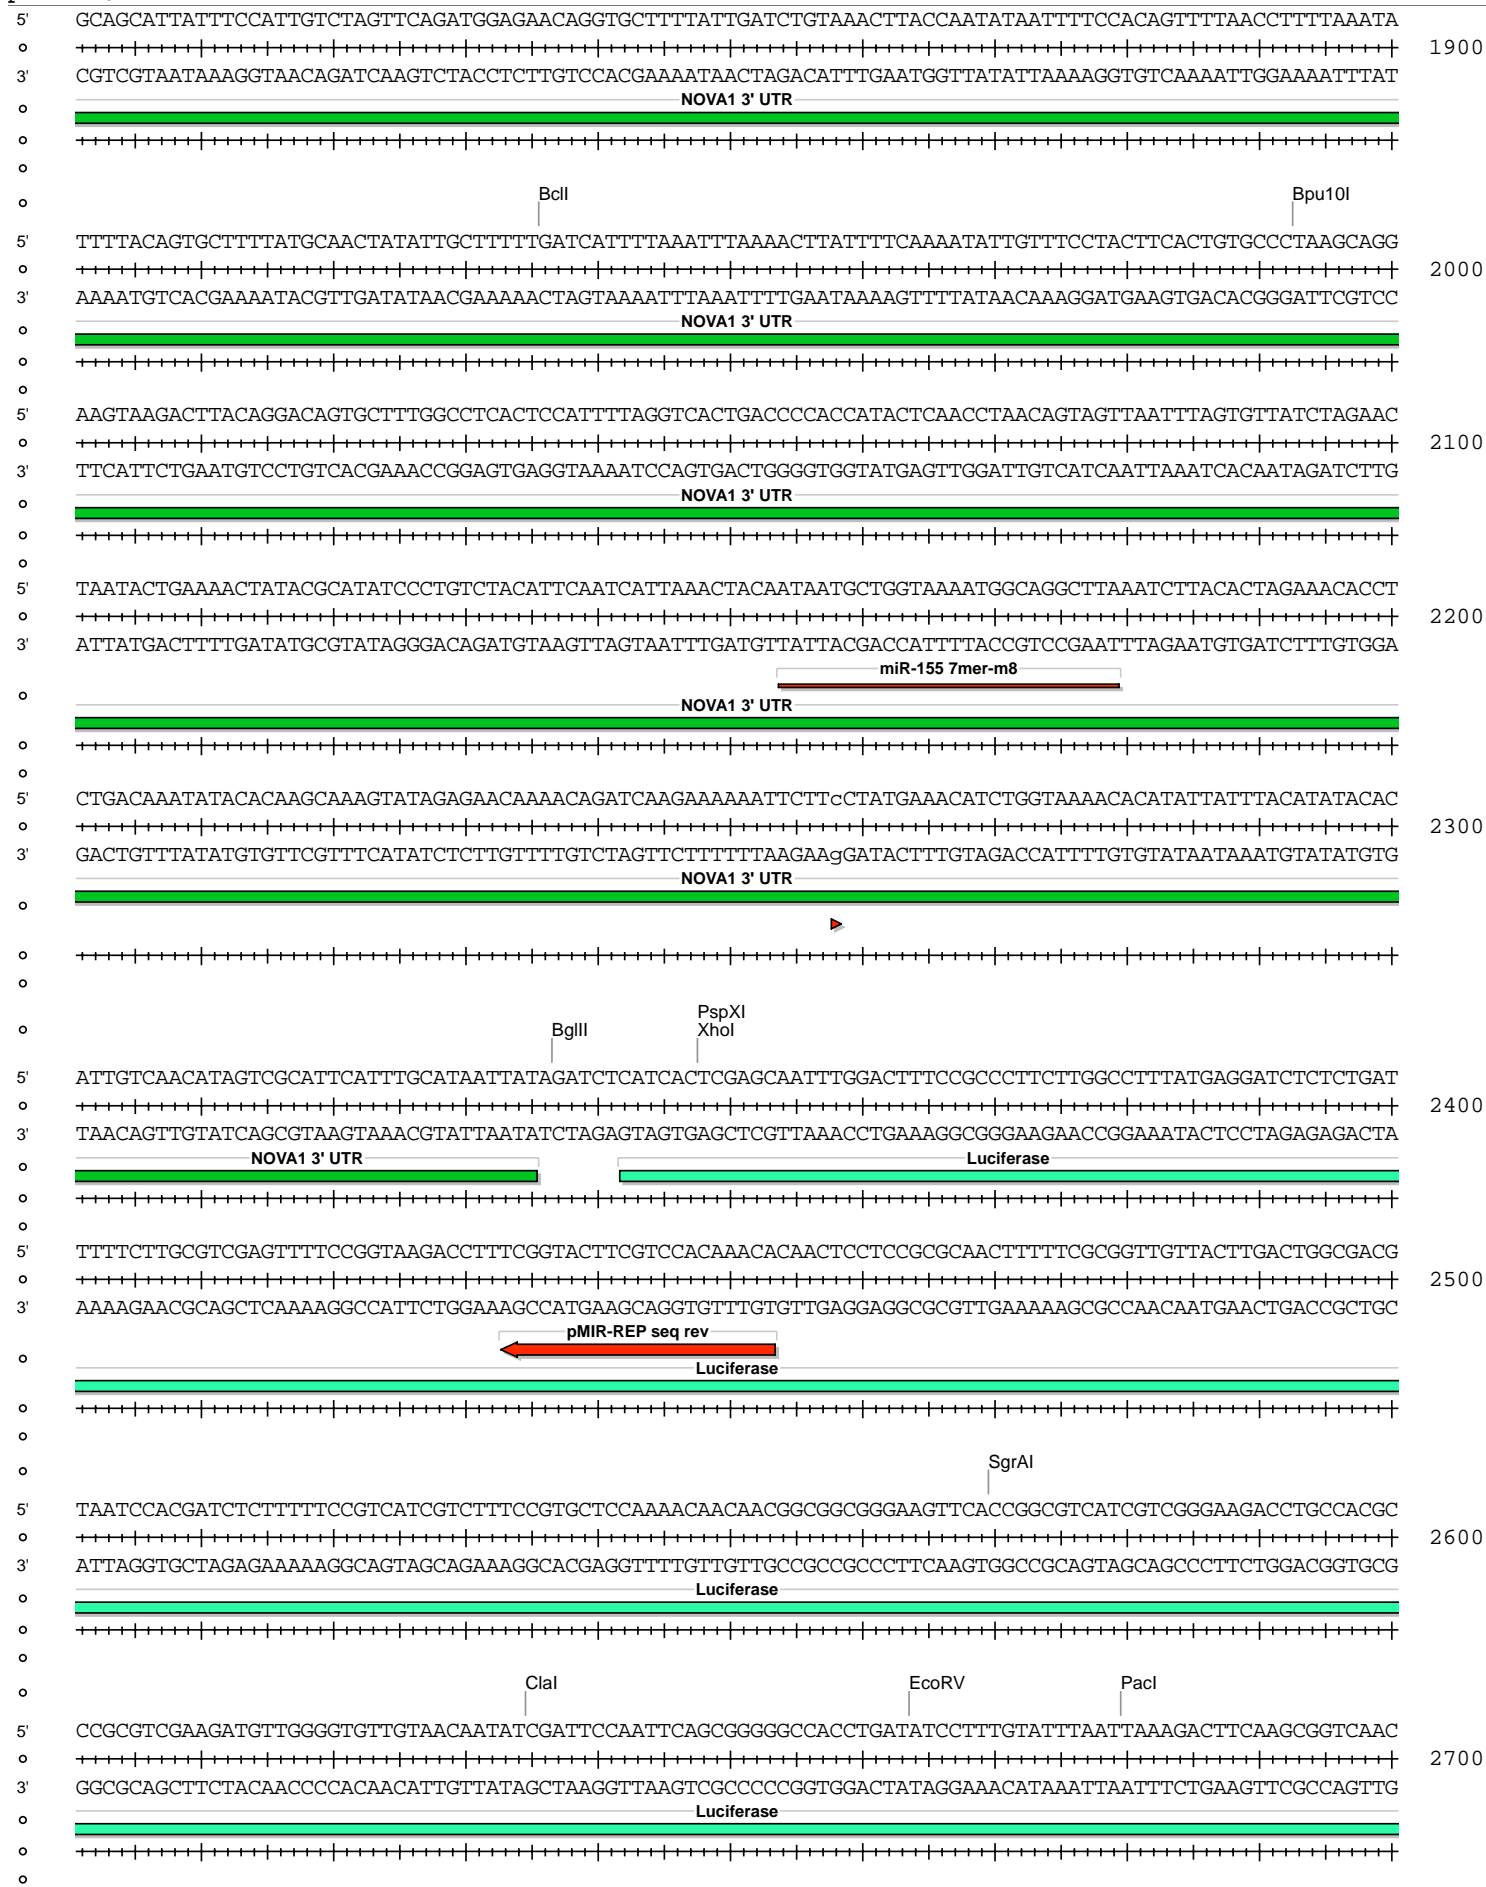 5' GCAGCATTATTTCCATTGTCTAGTTCAGATGGAGAACAGGTGCTTTTATTGATCTGTAAACTTACCAATATAATTTTCCACAGTTTTAACCTTTTAAATA
1900
3' CGTCGTAATAAAGGTAACAGATCAAGTCTACCTCTTGTCCACGAAAATAACTAGACATTTGAATGGTTATATTAAAAGGTGTCAAAATTGGAAAATTTAT
NOVA1 3' UTR
BclI Bpu10I
5' TTTTACAGTGCTTTTATGCAACTATATTGCTTTTTGATCATTTTAAATTTAAAACTTATTTTCAAAATATTGTTTCCTACTTCACTGTGCCCTAAGCAGG
2000
3' AAAATGTCACGAAAATACGTTGATATAACGAAAAACTAGTAAAATTTAAATTTTGAATAAAAGTTTTATAACAAAGGATGAAGTGACACGGGATTCGTCC
NOVA1 3' UTR
5' AAGTAAGACTTACAGGACAGTGCTTTGGCCTCACTCCATTTTAGGTCACTGACCCCACCATACTCAACCTAACAGTAGTTAATTTAGTGTTATCTAGAAC
2100
3' TTCATTCTGAATGTCCTGTCACGAAACCGGAGTGAGGTAAAATCCAGTGACTGGGGTGGTATGAGTTGGATTGTCATCAATTAAATCACAATAGATCTTG
NOVA1 3' UTR
5' TAATACTGAAAACTATACGCATATCCCTGTCTACATTCAATCATTAAACTACAATAATGCTGGTAAAATGGCAGGCTTAAATCTTACACTAGAAACACCT
2200
3' ATTATGACTTTTGATATGCGTATAGGGACAGATGTAAGTTAGTAATTTGATGTTATTACGACCATTTTACCGTCCGAATTTAGAATGTGATCTTTGTGGA
miR-155 7mer-m8
NOVA1 3' UTR
5' CTGACAAATATACACAAGCAAAGTATAGAGAACAAAACAGATCAAGAAAAAATTCTTcCTATGAAACATCTGGTAAAACACATATTATTTACATATACAC
2300
3' GACTGTTTATATGTGTTCGTTTCATATCTCTTGTTTTGTCTAGTTCTTTTTTAAGAAgGATACTTTGTAGACCATTTTGTGTATAATAAATGTATATGTG
NOVA1 3' UTR
PspXI
BglII XhoI
5' ATTGTCAACATAGTCGCATTCATTTGCATAATTATAGATCTCATCACTCGAGCAATTTGGACTTTCCGCCCTTCTTGGCCTTTATGAGGATCTCTCTGAT
2400
3' TAACAGTTGTATCAGCGTAAGTAAACGTATTAATATCTAGAGTAGTGAGCTCGTTAAACCTGAAAGGCGGGAAGAACCGGAAATACTCCTAGAGAGACTA
NOVA1 3' UTR Luciferase
5' TTTTCTTGCGTCGAGTTTTCCGGTAAGACCTTTCGGTACTTCGTCCACAAACACAACTCCTCCGCGCAACTTTTTCGCGGTTGTTACTTGACTGGCGACG
2500
3' AAAAGAACGCAGCTCAAAAGGCCATTCTGGAAAGCCATGAAGCAGGTGTTTGTGTTGAGGAGGCGCGTTGAAAAAGCGCCAACAATGAACTGACCGCTGC
pMIR-REP seq rev
Luciferase
SgrAI
5' TAATCCACGATCTCTTTTTCCGTCATCGTCTTTCCGTGCTCCAAAACAACAACGGCGGCGGGAAGTTCACCGGCGTCATCGTCGGGAAGACCTGCCACGC
2600
3' ATTAGGTGCTAGAGAAAAAGGCAGTAGCAGAAAGGCACGAGGTTTTGTTGTTGCCGCCGCCCTTCAAGTGGCCGCAGTAGCAGCCCTTCTGGACGGTGCG
Luciferase
ClaI EcoRV PacI
5' CCGCGTCGAAGATGTTGGGGTGTTGTAACAATATCGATTCCAATTCAGCGGGGGCCACCTGATATCCTTTGTATTTAATTAAAGACTTCAAGCGGTCAAC
2700
3' GGCGCAGCTTCTACAACCCCACAACATTGTTATAGCTAAGGTTAAGTCGCCCCCGGTGGACTATAGGAAACATAAATTAATTTCTGAAGTTCGCCAGTTG
Luciferase